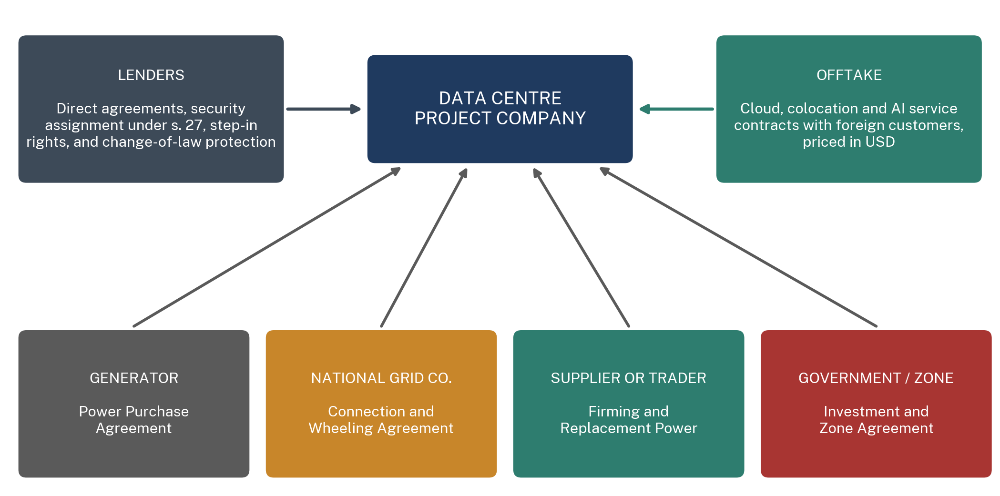 LENDERS
Direct agreements, security
assignment under s. 27, step-in
rights, and change-of-law protection
DATA CENTRE
PROJECT COMPANY
OFFTAKE
Cloud, colocation and AI service
contracts with foreign customers,
priced in USD
GENERATOR
Power Purchase
Agreement
NATIONAL GRID CO.
Connection and
Wheeling Agreement
SUPPLIER OR TRADER
Firming and
Replacement Power
GOVERNMENT / ZONE
Investment and
Zone Agreement